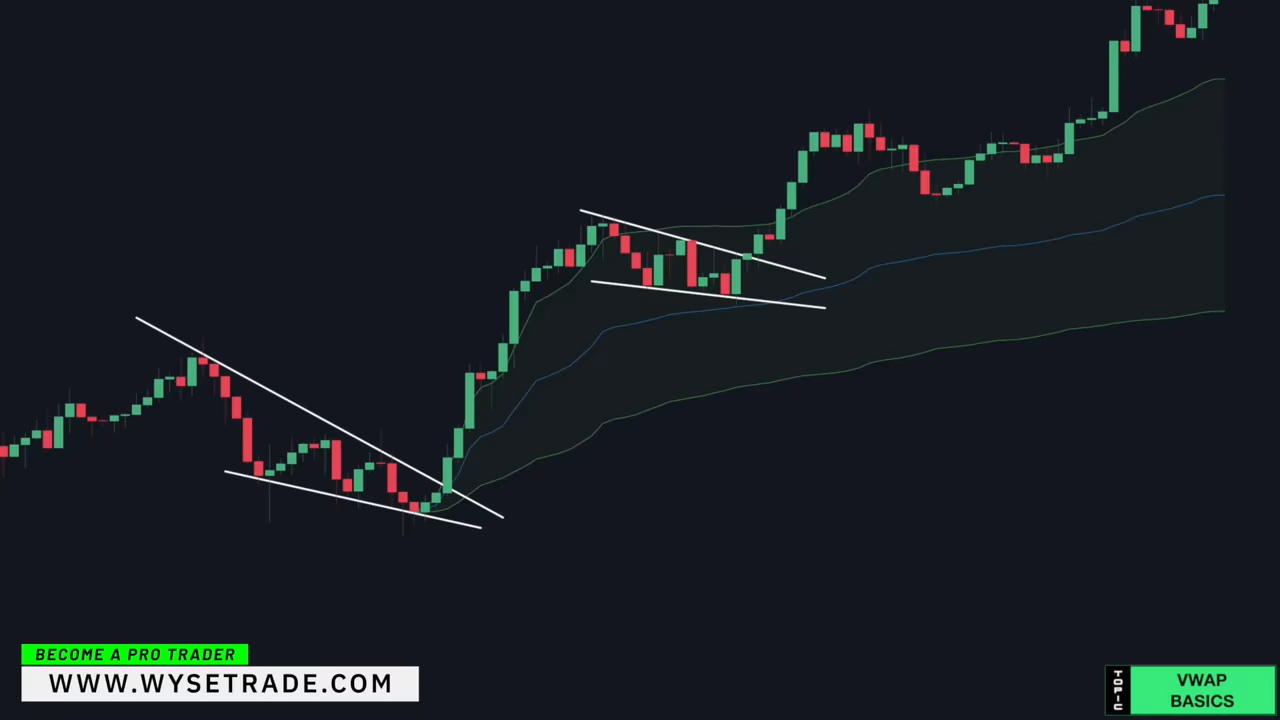 BECOME A PRO TRADER
WWW.WYSETRADE.COM
TOPIC
VWAP
BASICS